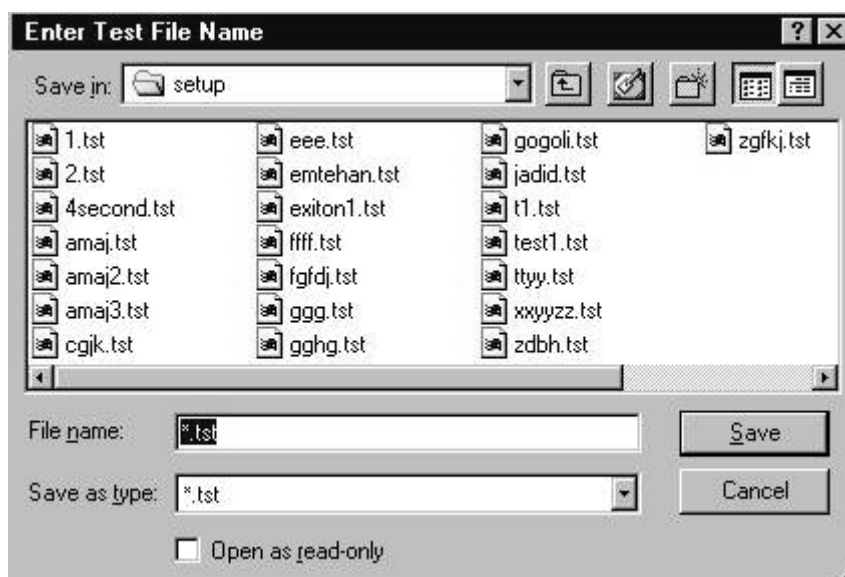 Enter Test File Name
Save in: setup
1.tst
2.tst
4second.tst
amaj.tst
amaj2.tst
amaj3.tst
cgjk.tst
eee.tst
emtehan.tst
exiton1.tst
ffff.tst
fgfdj.tst
ggg.tst
gghg.tst
gogoli.tst
jadid.tst
t1.tst
test1.tst
ttyy.tst
xxyyzz.tst
zdbh.tst
zgfkj.tst
File name: *.tst
Save
Save as type: *.tst
Cancel
Open as read-only